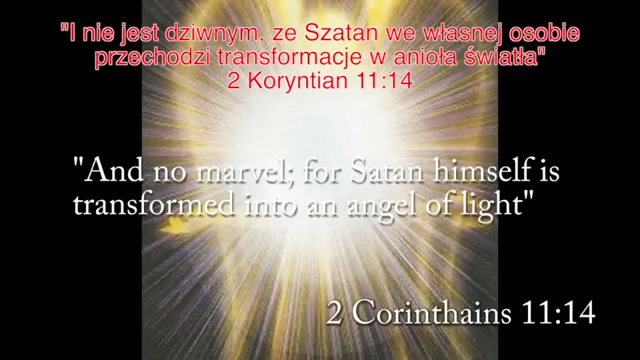 "I nie jest dziwnym, ze Szatan we własnej osobie
przechodzi transformacje w anioła światła"
2 Koryntian 11:14
"And no marvel; for Satan himself is
transformed into an angel of light"
2 Corinthains 11:14